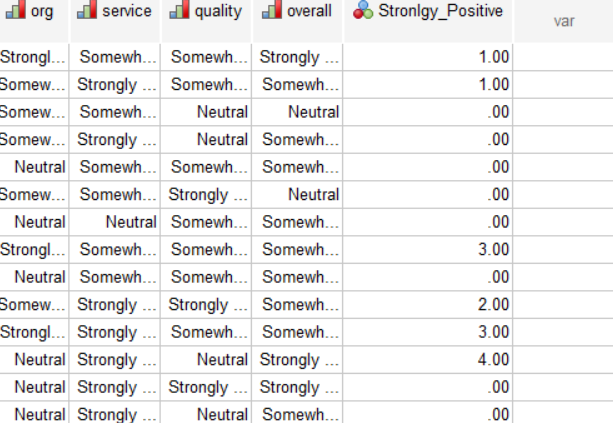 org service quality overall Stronlgy_Positive var
Strongl... Somewh... Somewh... Strongly ... 1.00
Somew... Strongly ... Somewh... Somewh... 1.00
Somew... Somewh... Neutral Neutral .00
Somew... Strongly ... Neutral Somewh... .00
Neutral Somewh... Somewh... Somewh... .00
Somew... Somewh... Strongly ... Neutral .00
Neutral Neutral Somewh... Somewh... .00
Strongl... Somewh... Somewh... Somewh... 3.00
Neutral Somewh... Somewh... Somewh... .00
Somew... Strongly ... Strongly ... Somewh... 2.00
Strongl... Strongly ... Somewh... Somewh... 3.00
Neutral Strongly ... Neutral Strongly ... 4.00
Neutral Strongly ... Strongly ... Strongly ... .00
Neutral Strongly ... Neutral Somewh... .00